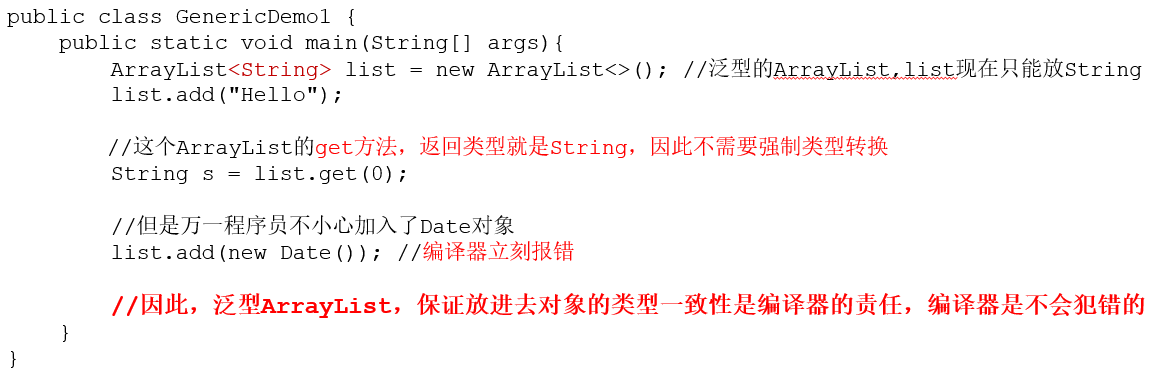 public class GenericDemo1 {
    public static void main(String[] args){
        ArrayList<String> list = new ArrayList<>(); //泛型的ArrayList,list现在只能放String
        list.add("Hello");
        //这个ArrayList的get方法，返回类型就是String，因此不需要强制类型转换
        String s = list.get(0);
        //但是万一程序员不小心加入了Date对象
        list.add(new Date()); //编译器立刻报错
        //因此，泛型ArrayList，保证放进去对象的类型一致性是编译器的责任，编译器是不会犯错的
    }
}